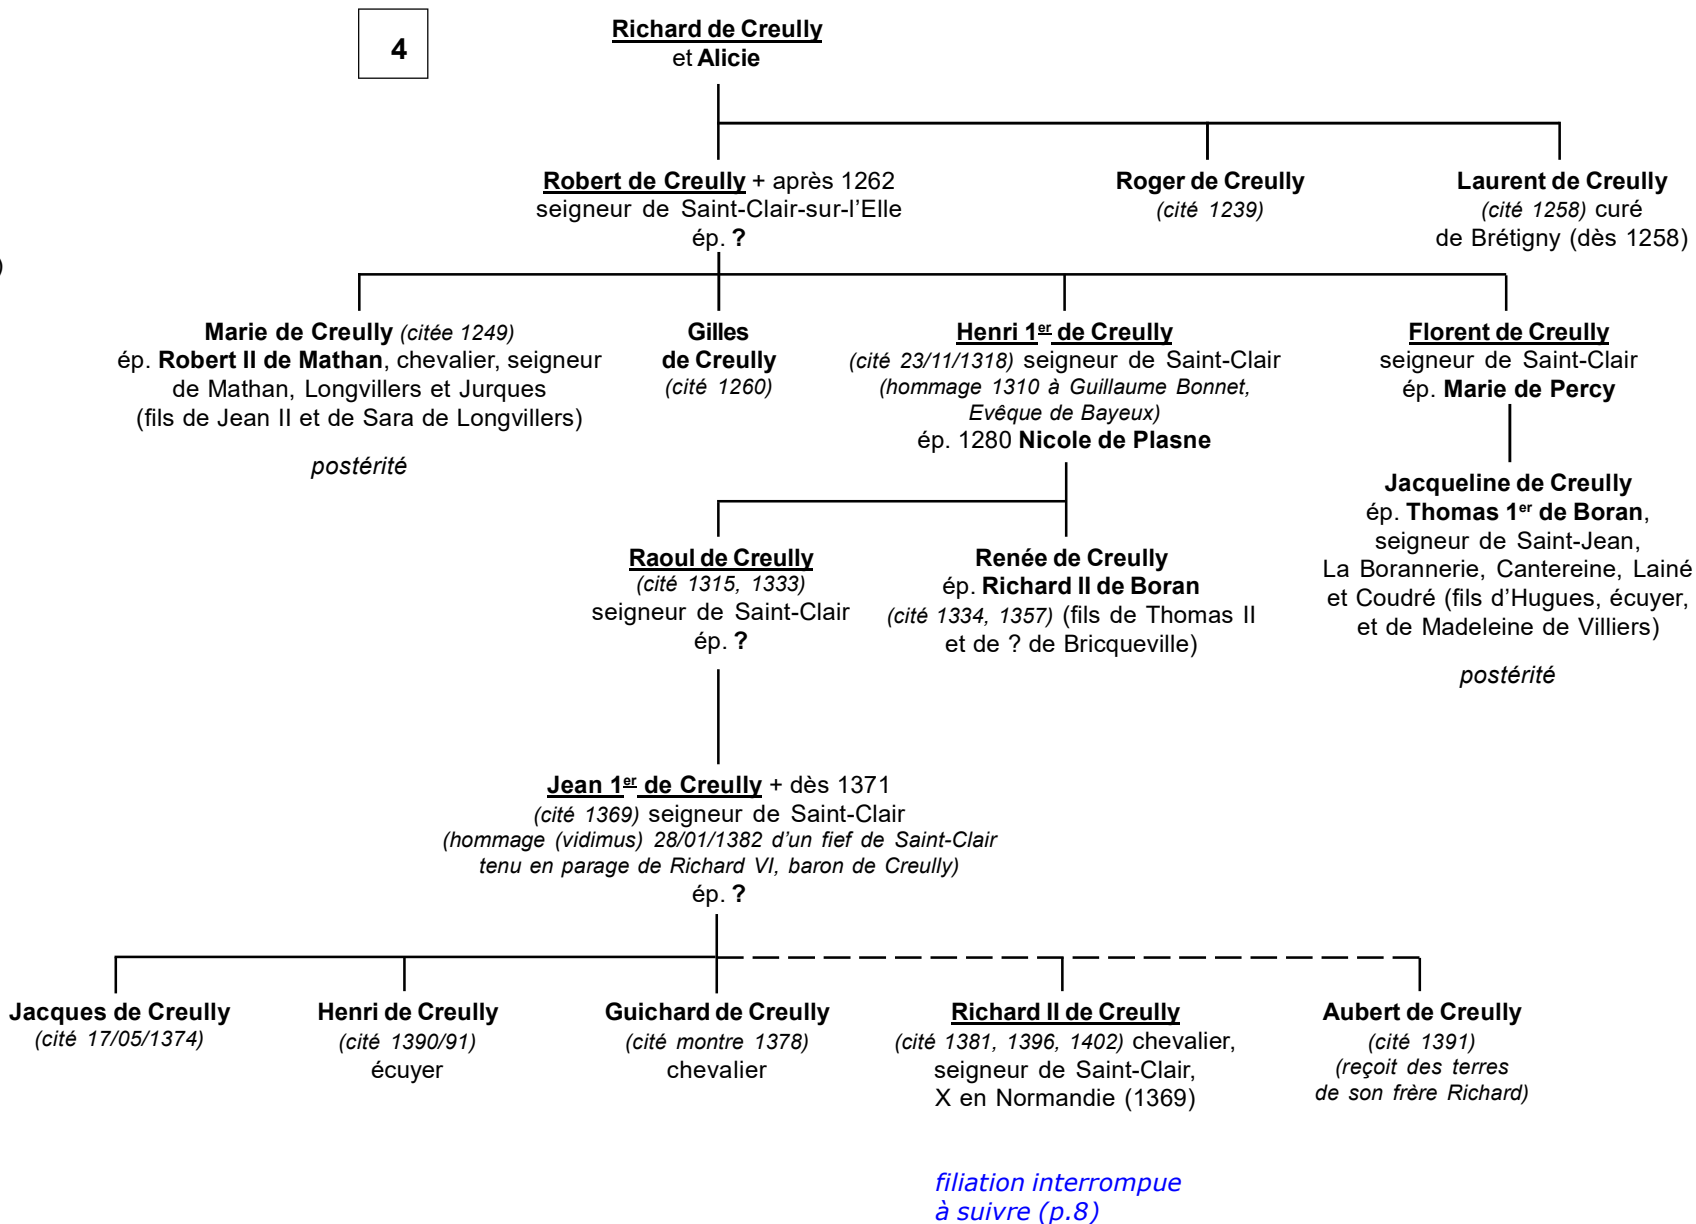 4
Richard de Creully
et Alicie
Robert de Creully + après 1262
seigneur de Saint-Clair-sur-l'Elle
ép. ?
Roger de Creully
(cité 1239)
Laurent de Creully
(cité 1258) curé
de Brétigny (dès 1258)
)
Marie de Creully (citée 1249)
ép. Robert II de Mathan, chevalier, seigneur
de Mathan, Longvillers et Jurques
(fils de Jean II et de Sara de Longvillers)
postérité
Gilles
de Creully
(cité 1260)
Henri 1er de Creully
(cité 23/11/1318) seigneur de Saint-Clair
(hommage 1310 à Guillaume Bonnet,
Evêque de Bayeux)
ép. 1280 Nicole de Plasne
Florent de Creully
seigneur de Saint-Clair
ép. Marie de Percy
Jacqueline de Creully
ép. Thomas 1er de Boran,
seigneur de Saint-Jean,
La Borannerie, Cantereine, Lainé
et Coudré (fils d'Hugues, écuyer,
et de Madeleine de Villiers)
postérité
Raoul de Creully
(cité 1315, 1333)
seigneur de Saint-Clair
ép. ?
Renée de Creully
ép. Richard II de Boran
(cité 1334, 1357) (fils de Thomas II
et de ? de Bricqueville)
Jean 1er de Creully + dès 1371
(cité 1369) seigneur de Saint-Clair
(hommage (vidimus) 28/01/1382 d'un fief de Saint-Clair
tenu en parage de Richard VI, baron de Creully)
ép. ?
Jacques de Creully
(cité 17/05/1374)
Henri de Creully
(cité 1390/91)
écuyer
Guichard de Creully
(cité montre 1378)
chevalier
Richard II de Creully
(cité 1381, 1396, 1402) chevalier,
seigneur de Saint-Clair,
X en Normandie (1369)
Aubert de Creully
(cité 1391)
(reçoit des terres
de son frère Richard)
filiation interrompue
à suivre (p.8)